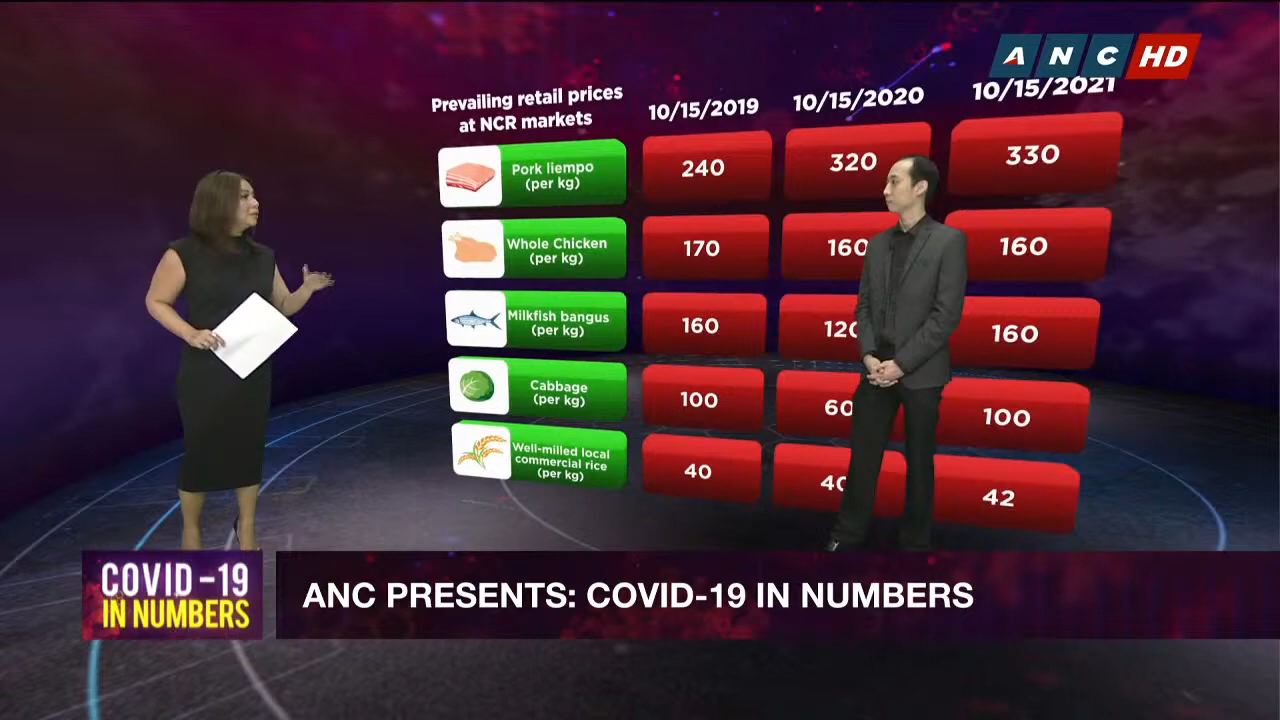 ANC HD
Prevailing retail prices
at NCR markets
10/15/2019
10/15/2020
10/15/2021
Pork liempo
(per kg)
240
320
330
Whole Chicken
(per kg)
170
160
160
Milkfish bangus
(per kg)
160
120
160
Cabbage
(per kg)
100
60
100
Well-milled local
commercial rice
(per kg)
40
40
42
COVID-19
IN NUMBERS
ANC PRESENTS: COVID-19 IN NUMBERS